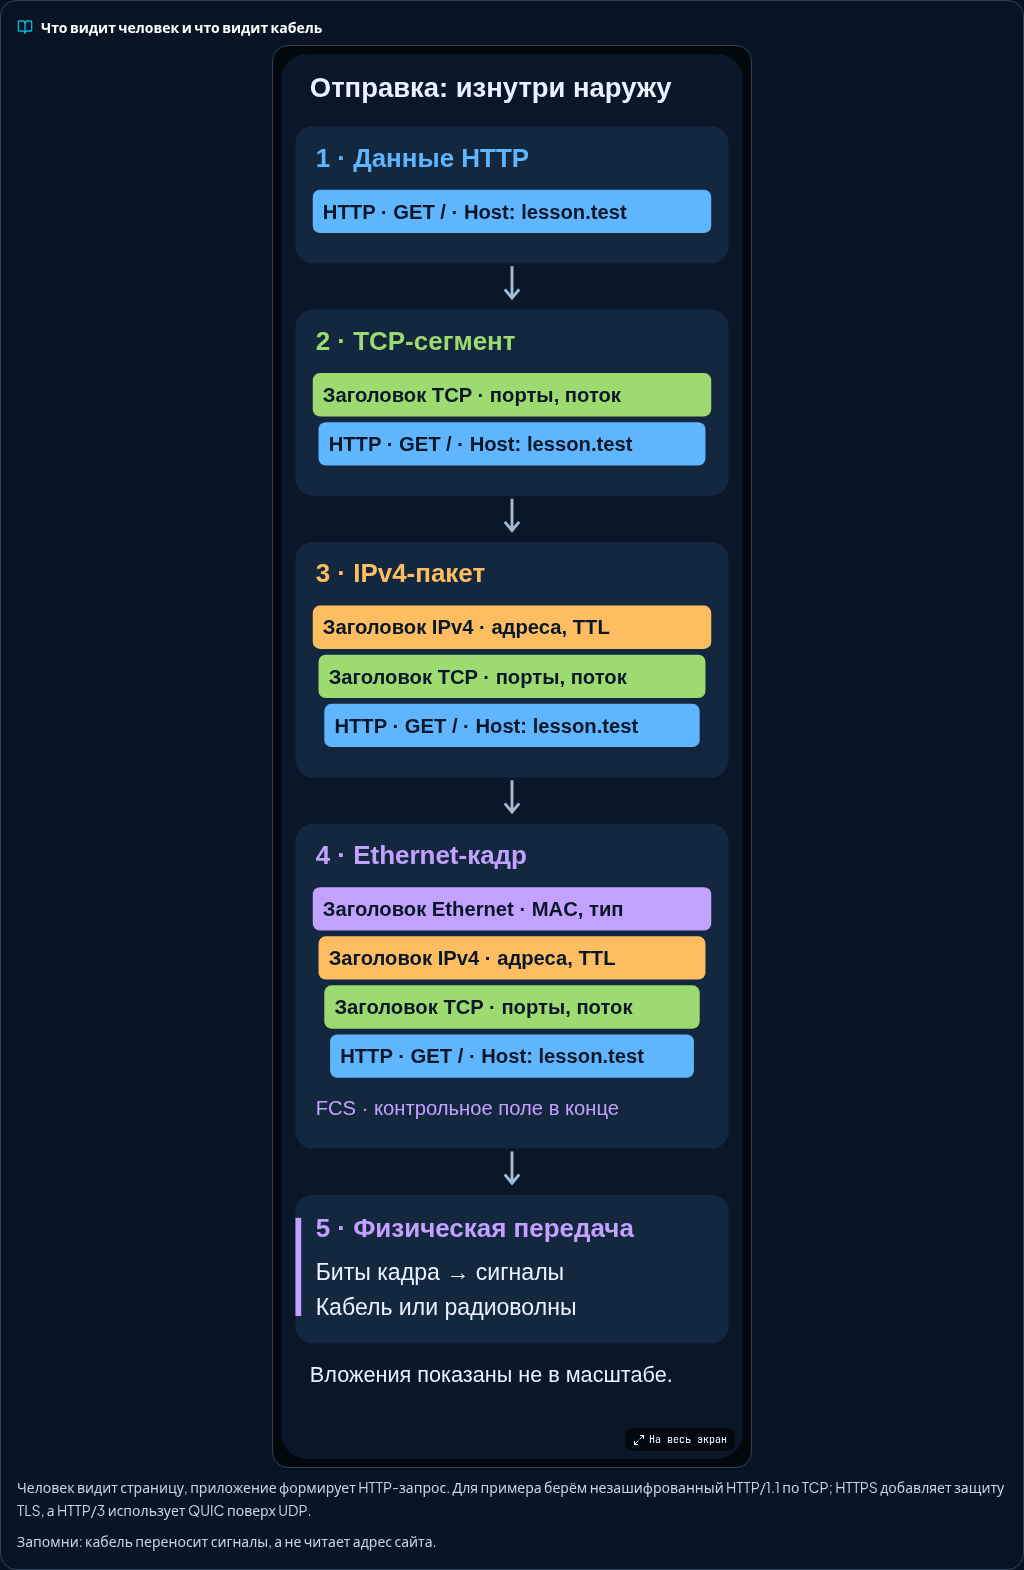 Что видит человек и что видит кабель
Отправка: изнутри наружу
1 · Данные HTTP
HTTP · GET / · Host: lesson.test
2 · TCP-сегмент
Заголовок TCP · порты, поток
HTTP · GET / · Host: lesson.test
3 · IPv4-пакет
Заголовок IPv4 · адреса, TTL
Заголовок TCP · порты, поток
HTTP · GET / · Host: lesson.test
4 · Ethernet-кадр
Заголовок Ethernet · MAC, тип
Заголовок IPv4 · адреса, TTL
Заголовок TCP · порты, поток
HTTP · GET / · Host: lesson.test
FCS · контрольное поле в конце
5 · Физическая передача
Биты кадра → сигналы
Кабель или радиоволны
Вложения показаны не в масштабе.
На весь экран
Человек видит страницу, приложение формирует HTTP-запрос. Для примера берём незашифрованный HTTP/1.1 по TCP; HTTPS добавляет защиту
TLS, а HTTP/3 использует QUIC поверх UDP.
Запомни: кабель переносит сигналы, а не читает адрес сайта.